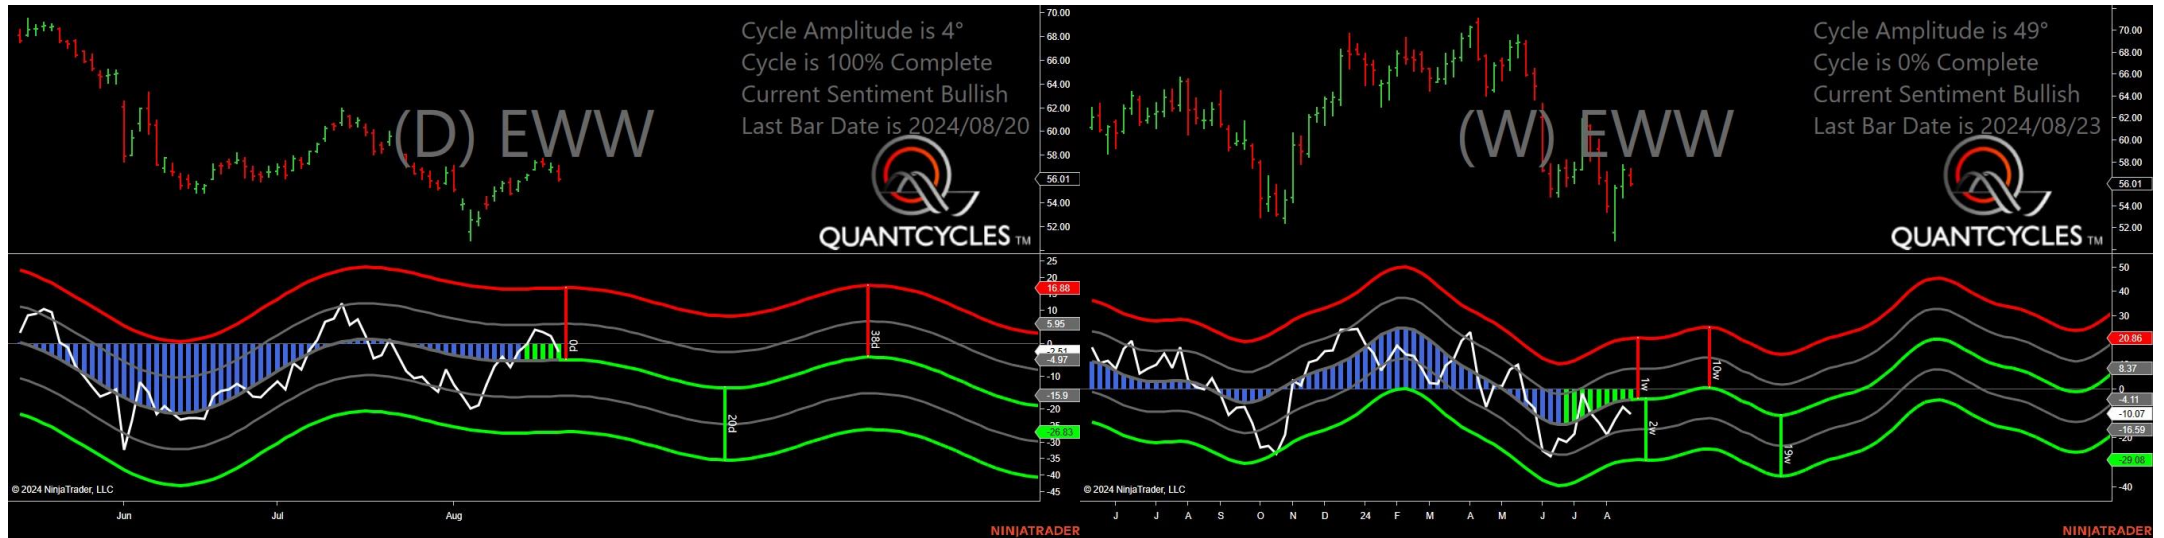 Cycle Amplitude is 4°
Cycle is 100% Complete
Current Sentiment Bullish
Last Bar Date is 2024/08/20
(D) EWW
QUANTCYCLES TM
70.00
68.00
66.00
64.00
62.00
60.00
58.00
56.01
54.00
52.00
25
20
16.88
10
5.95
0
-2.51
-4.97
-10
-15.9
-20
-26.83
-30
-35
-40
-45
0d
20d
38d
© 2024 NinjaTrader, LLC
Jun Jul Aug
NINJATRADER
Cycle Amplitude is 49°
Cycle is 0% Complete
Current Sentiment Bullish
Last Bar Date is 2024/08/23
(W) EWW
QUANTCYCLES TM
70.00
68.00
66.00
64.00
62.00
60.00
58.00
56.01
54.00
52.00
50
40
30
20.86
8.37
0
-4.11
-10.07
-16.59
-20
-29.08
-40
1w
2w
10w
19w
© 2024 NinjaTrader, LLC
J J A S O N D 24 F M A M J J A
NINJATRADER